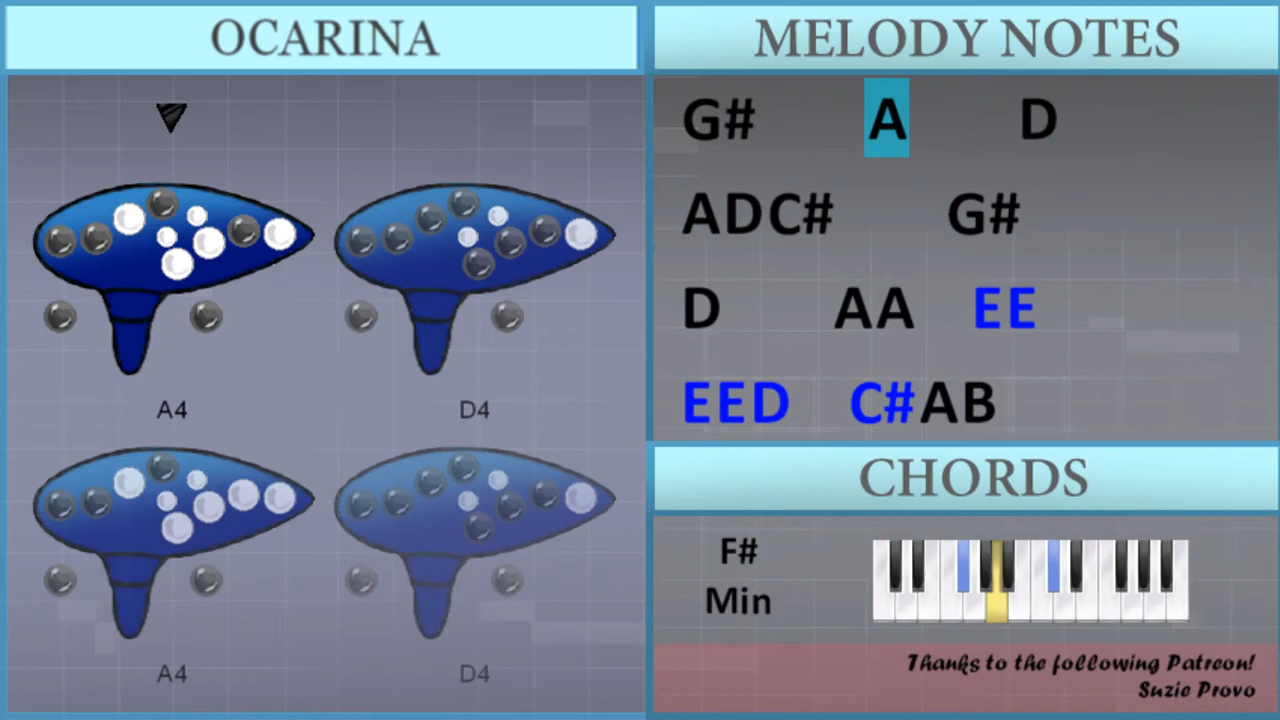 OCARINA
A4 D4
A4 D4
MELODY NOTES
G# A D
ADC# G#
D AA EE
EED C#AB
CHORDS
F#
Min
Thanks to the following Patreon!
Suzie Provo